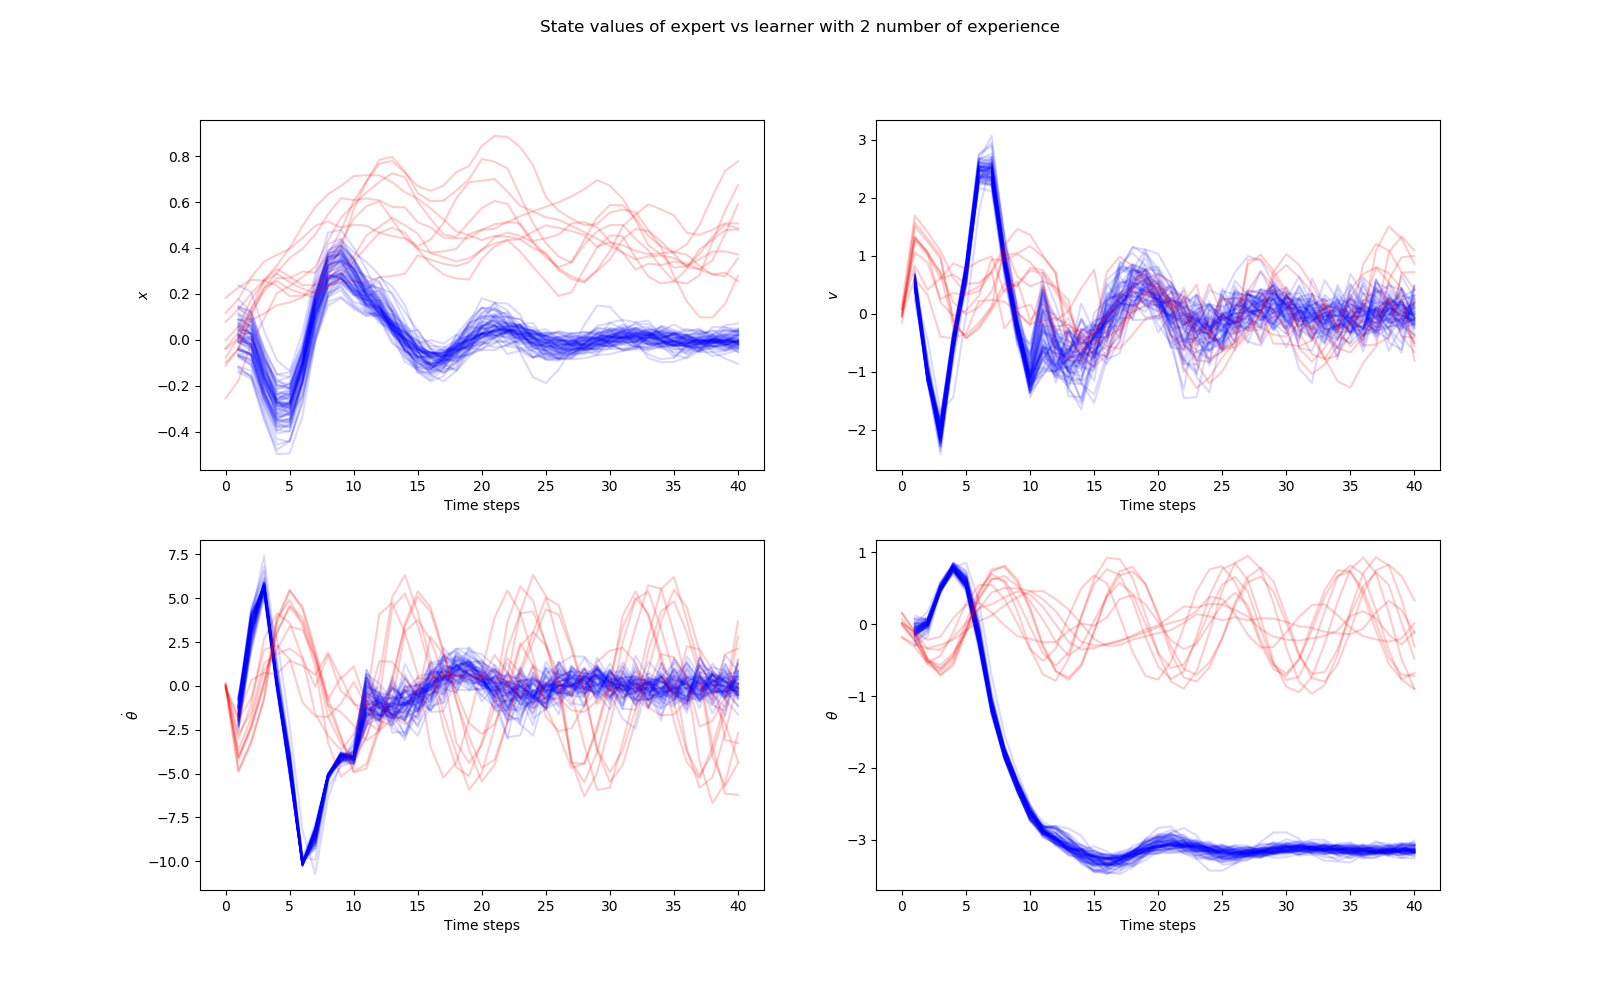 State values of expert vs learner with 2 number of experience
0.8
0.6
0.4
0.2
0.0
−0.2
−0.4
x
0 5 10 15 20 25 30 35 40
Time steps
3
2
1
0
−1
−2
v
0 5 10 15 20 25 30 35 40
Time steps
7.5
5.0
2.5
0.0
−2.5
−5.0
−7.5
−10.0
θ̇
0 5 10 15 20 25 30 35 40
Time steps
1
0
−1
−2
−3
θ
0 5 10 15 20 25 30 35 40
Time steps